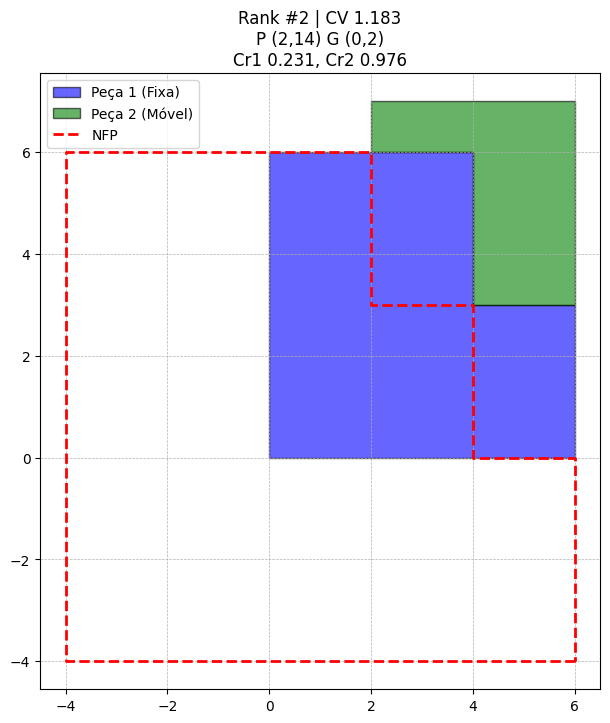 Rank #2 | CV 1.183
P (2,14) G (0,2)
Cr1 0.231, Cr2 0.976
Peça 1 (Fixa)
Peça 2 (Móvel)
NFP
6
4
2
0
−2
−4
−4
−2
0
2
4
6